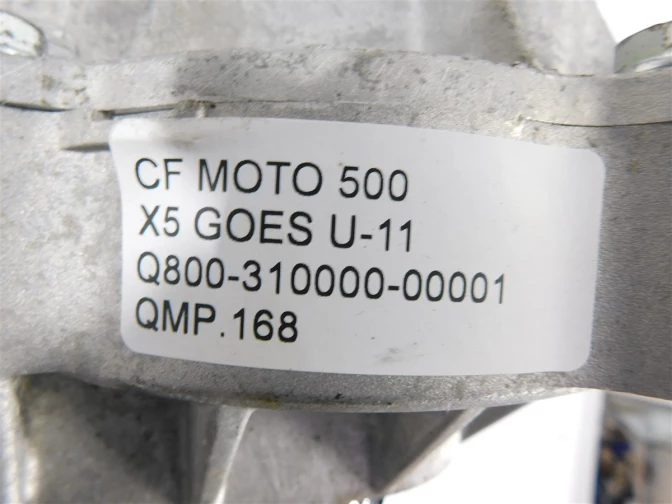 CF MOTO 500
X5 GOES U-11
Q800-310000-00001
QMP.168